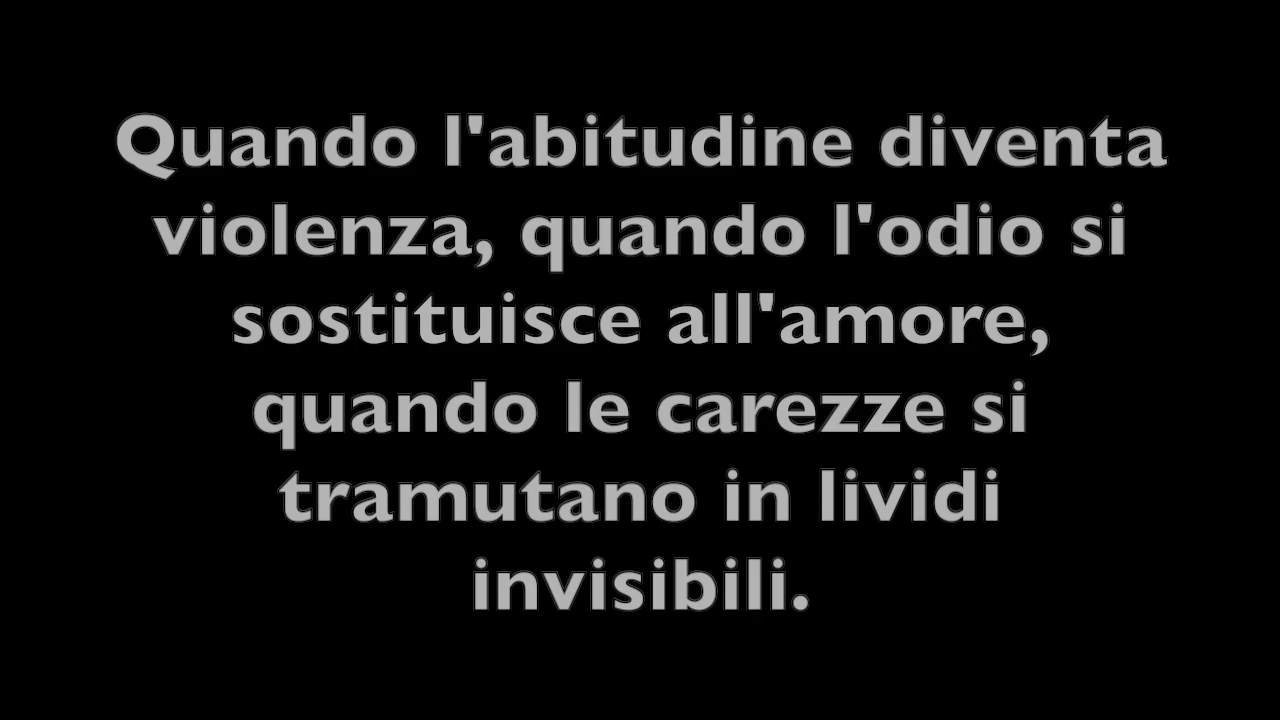 Quando l'abitudine diventa
violenza, quando l'odio si
sostituisce all'amore,
quando le carezze si
tramutano in lividi
invisibili.